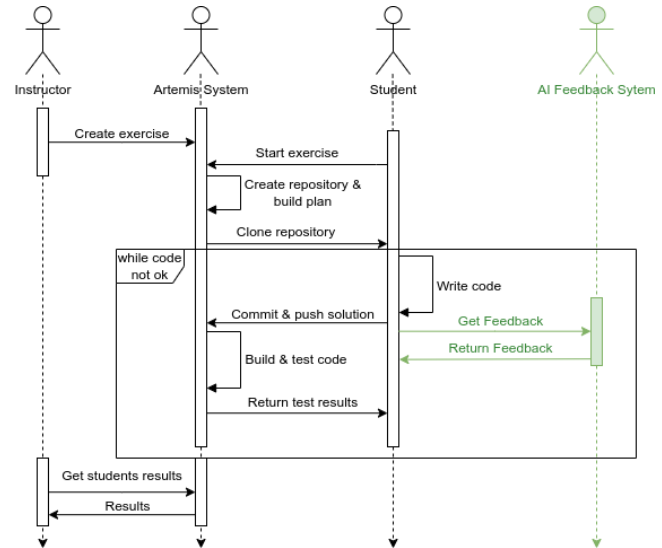 Instructor
Artemis System
Student
AI Feedback Sytem
Create exercise
Start exercise
Create repository &
build plan
Clone repository
while code
not ok
Write code
Commit & push solution
Get Feedback
Return Feedback
Build & test code
Return test results
Get students results
Results